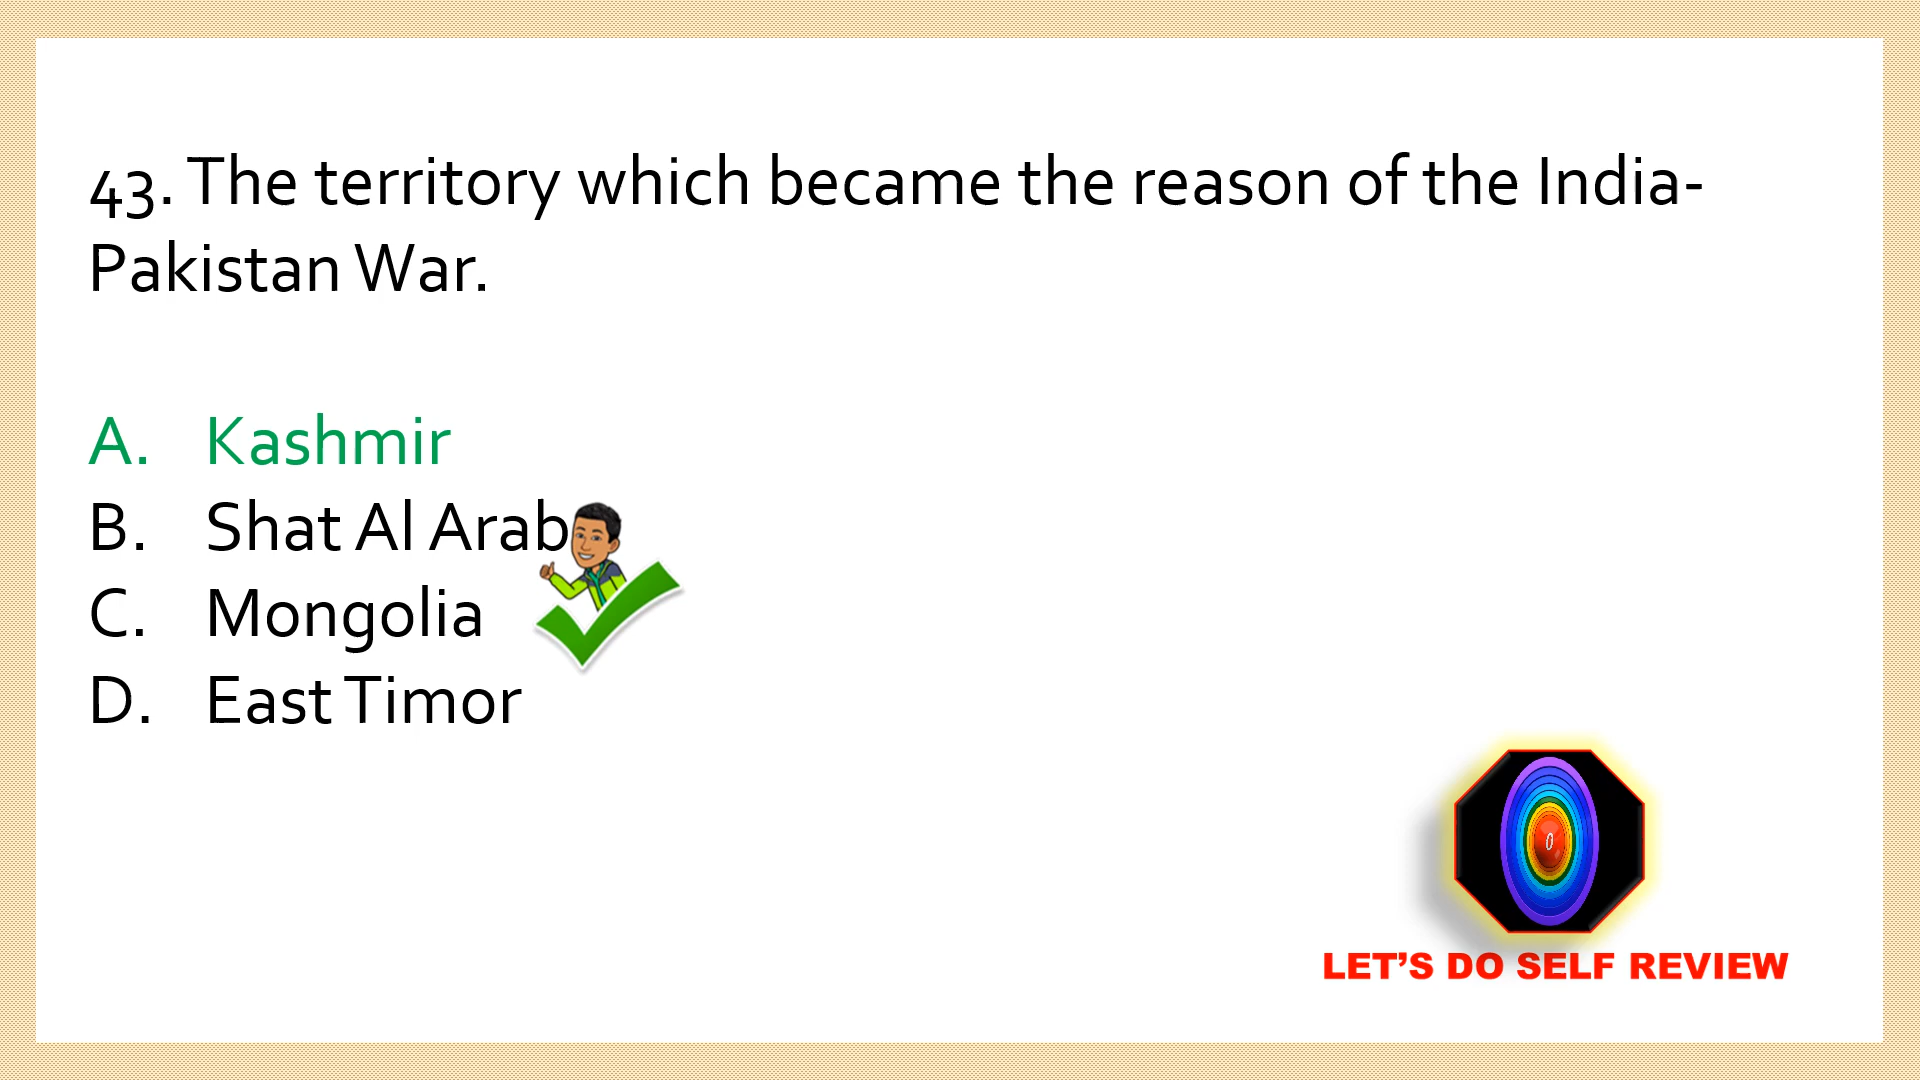 43. The territory which became the reason of the India-
Pakistan War.
A. Kashmir
B. Shat Al Arab
C. Mongolia
D. East Timor
0
LET’S DO SELF REVIEW